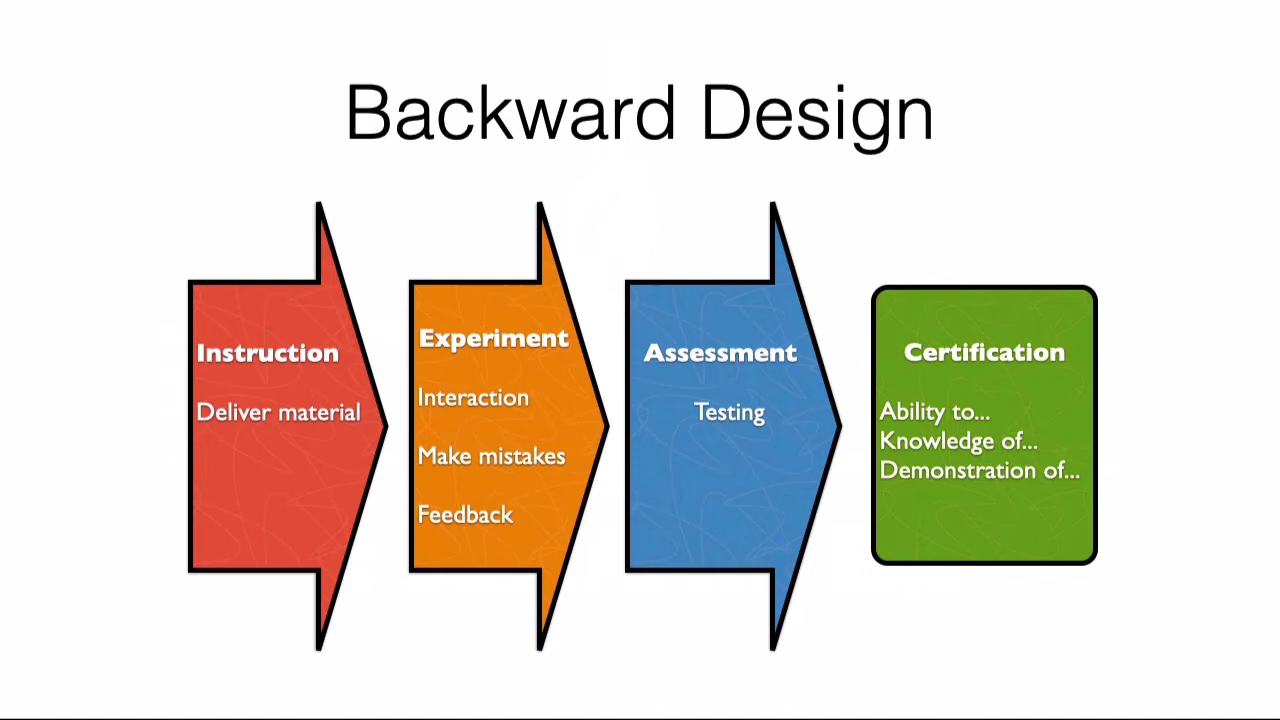 Backward Design
Instruction
Deliver material
Experiment
Interaction
Make mistakes
Feedback
Assessment
Testing
Certification
Ability to...
Knowledge of...
Demonstration of...